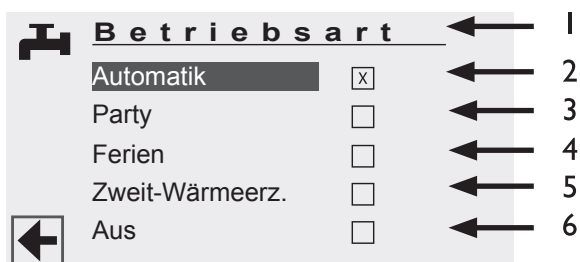 Betriebsart 1
Automatik X 2
Party 3
Ferien 4
Zweit-Wärmeerz. 5
Aus 6